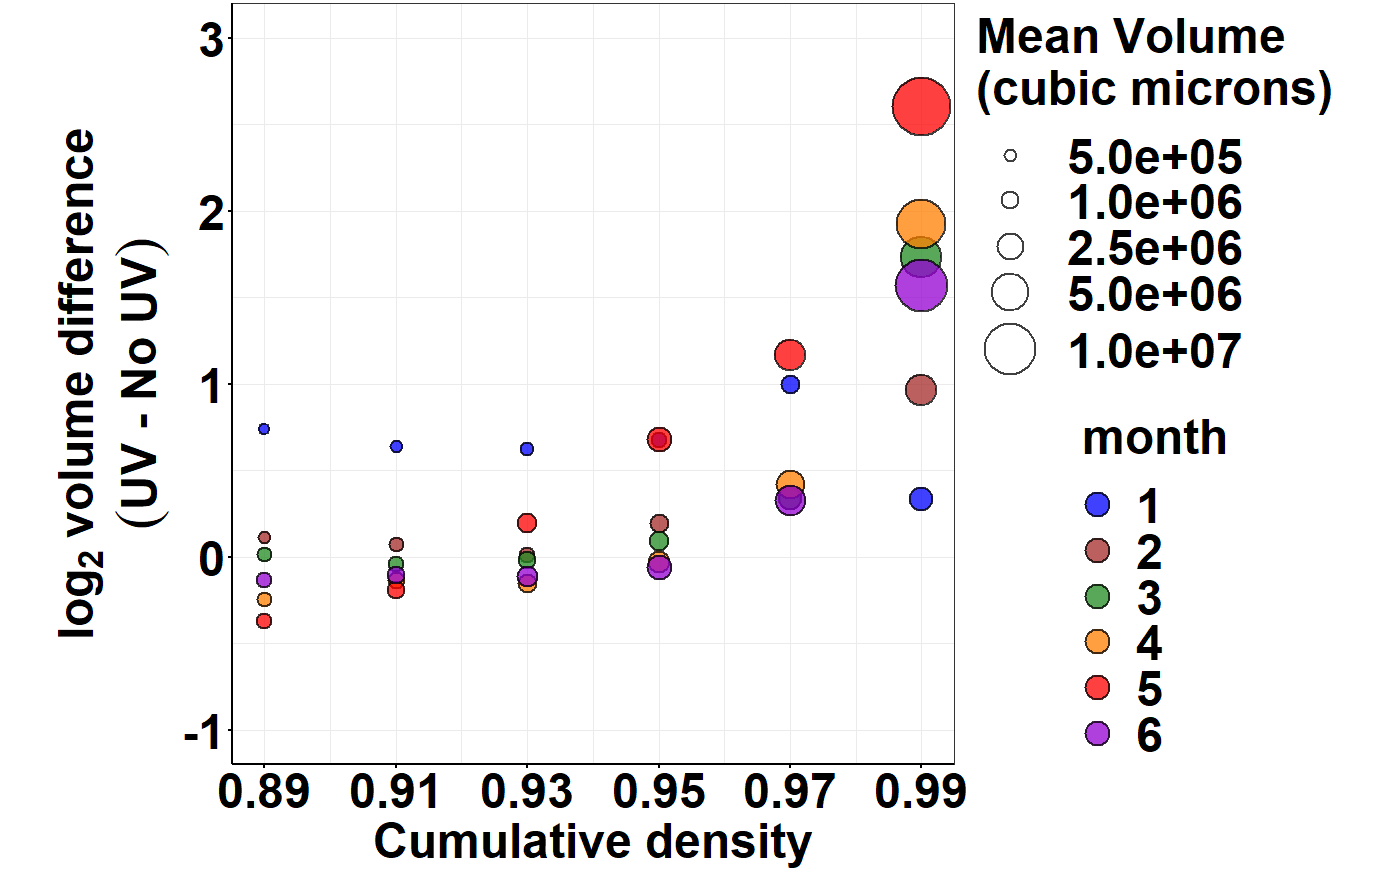 log2 volume difference
(UV - No UV)
3
2
1
0
-1
0.89 0.91 0.93 0.95 0.97 0.99
Cumulative density
Mean Volume
(cubic microns)
5.0e+05
1.0e+06
2.5e+06
5.0e+06
1.0e+07
month
1
2
3
4
5
6